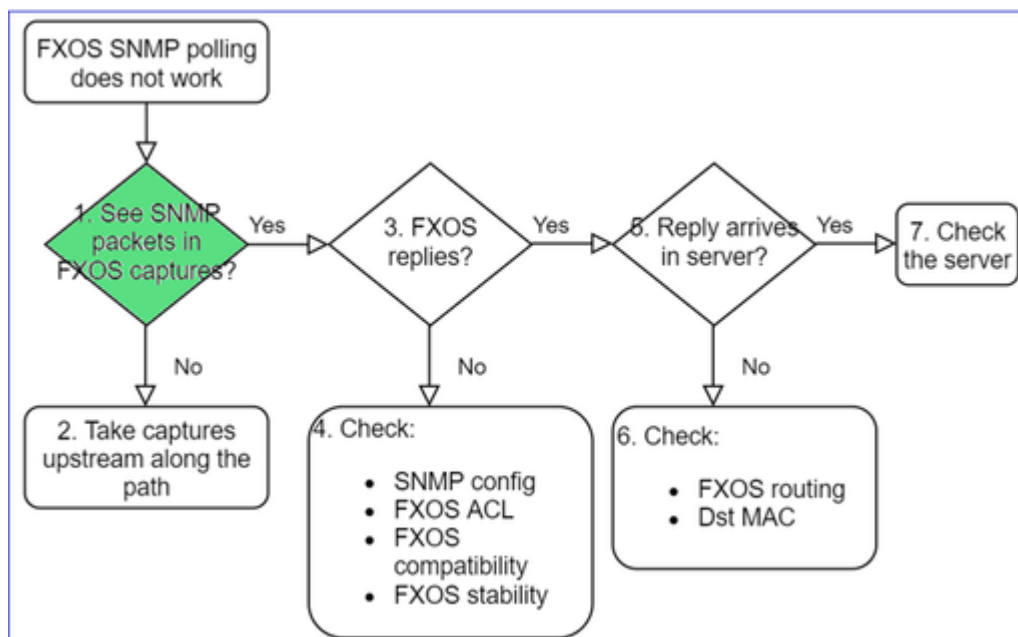 FXOS SNMP polling
does not work
1. See SNMP
packets in
FXOS captures?
Yes
3. FXOS
replies?
Yes
5. Reply arrives
in server?
Yes
7. Check
the server
No
No
No
2. Take captures
upstream along the
path
4. Check:
• SNMP config
• FXOS ACL
• FXOS
compatibility
• FXOS stability
6. Check:
• FXOS routing
• Dst MAC